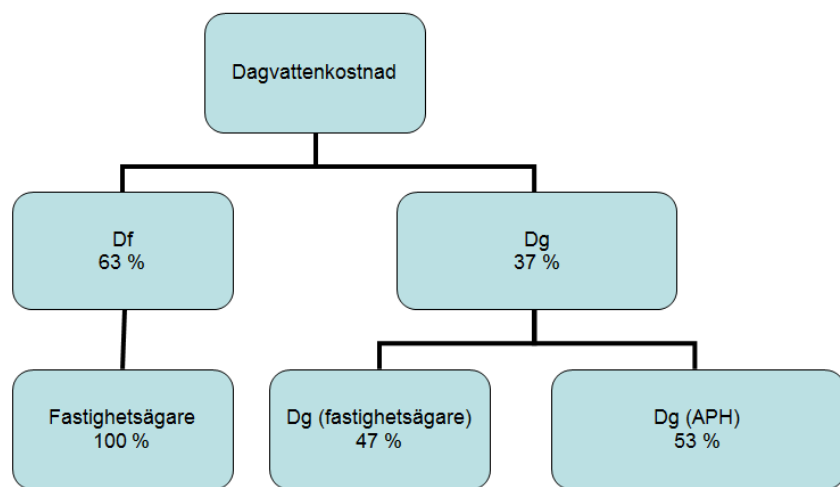 Dagvattenkostnad
Df
63 %
Dg
37 %
Fastighetsägare
100 %
Dg (fastighetsägare)
47 %
Dg (APH)
53 %